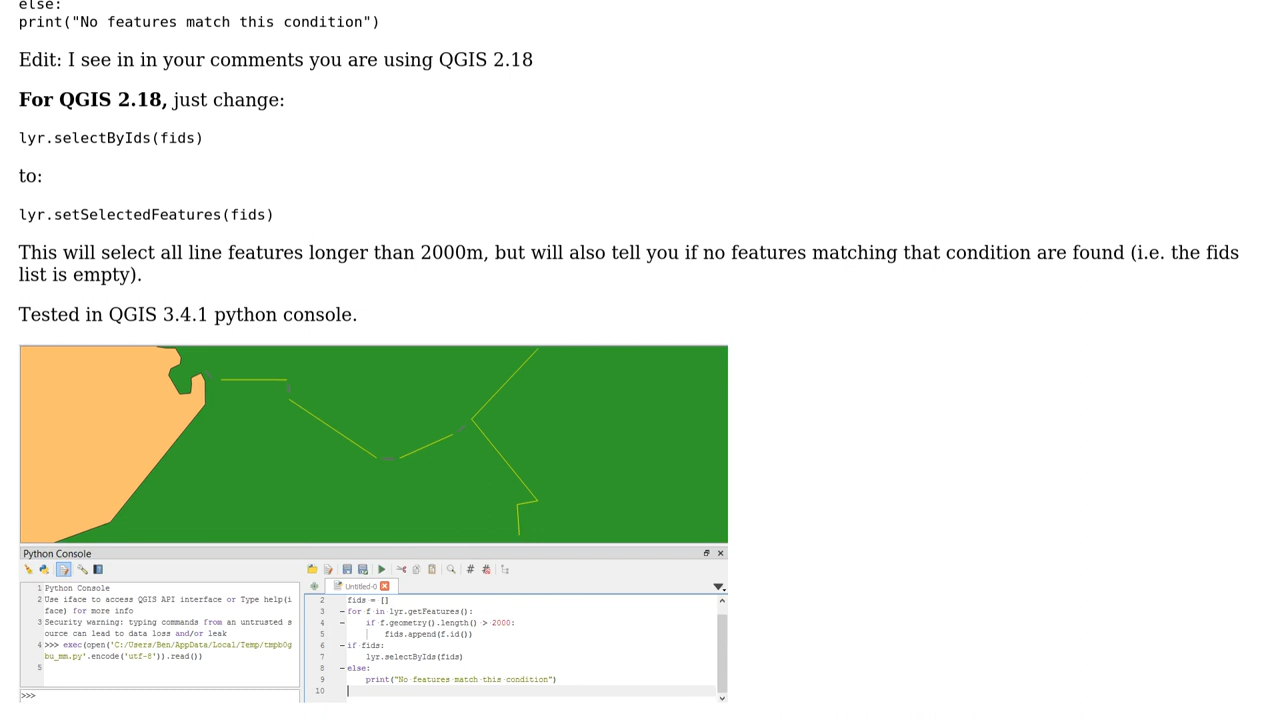 else:
print("No features match this condition")
Edit: I see in in your comments you are using QGIS 2.18
For QGIS 2.18, just change:
lyr.selectByIds(fids)
to:
lyr.setSelectedFeatures(fids)
This will select all line features longer than 2000m, but will also tell you if no features matching that condition are found (i.e. the fids
list is empty).
Tested in QGIS 3.4.1 python console.
Python Console
1 Python Console
2 Use iface to access QGIS API interface or Type help(i
face) for more info
3 Security warning: typing commands from an untrusted s
ource can lead to data loss and/or leak
4 >>> exec(open('C:/Users/Ben/AppData/Local/Temp/tmpb0g
bu_mm.py'.encode('utf-8')).read())
5
>>>
Untitled-0
2 fids = []
3 for f in lyr.getFeatures():
4 if f.geometry().length() > 2000:
5 fids.append(f.id())
6 if fids:
7 lyr.selectByIds(fids)
8 else:
9 print("No features match this condition")
10